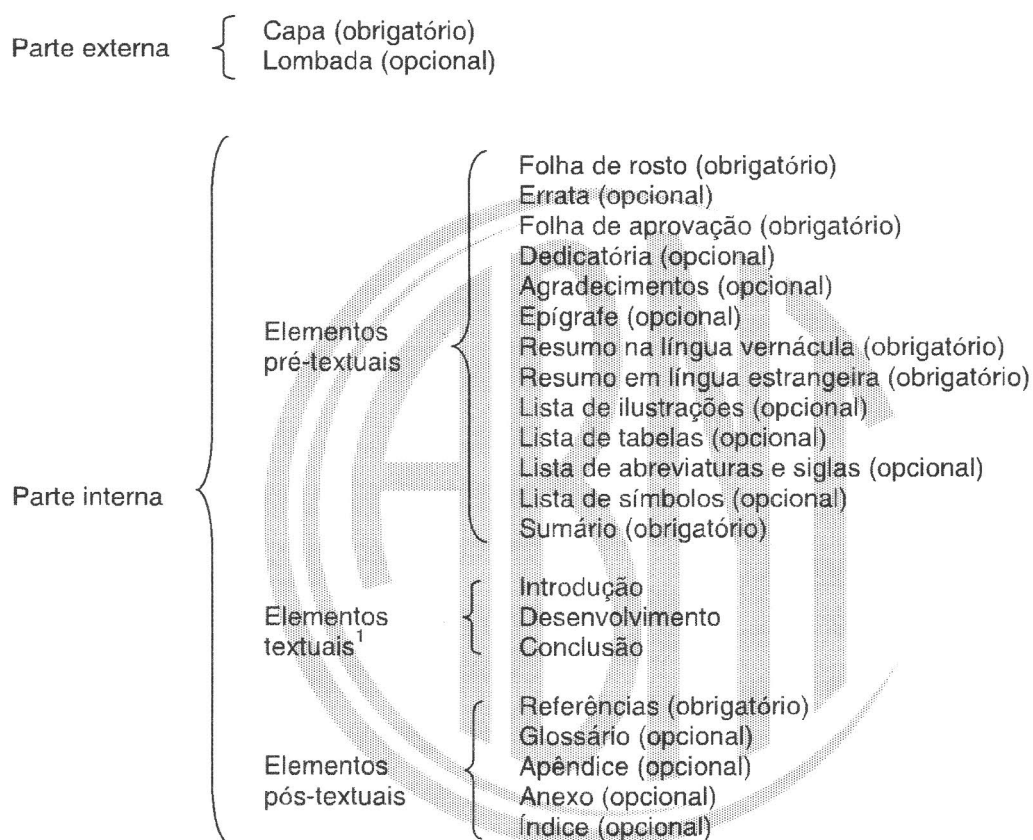 Parte externa
Capa (obrigatório)
Lombada (opcional)
Parte interna
Elementos
pré-textuais
Folha de rosto (obrigatório)
Errata (opcional)
Folha de aprovação (obrigatório)
Dedicatória (opcional)
Agradecimentos (opcional)
Epígrafe (opcional)
Resumo na língua vernácula (obrigatório)
Resumo em língua estrangeira (obrigatório)
Lista de ilustrações (opcional)
Lista de tabelas (opcional)
Lista de abreviaturas e siglas (opcional)
Lista de símbolos (opcional)
Sumário (obrigatório)
Elementos
textuais¹
Introdução
Desenvolvimento
Conclusão
Elementos
pós-textuais
Referências (obrigatório)
Glossário (opcional)
Apêndice (opcional)
Anexo (opcional)
Índice (opcional)
ABNT